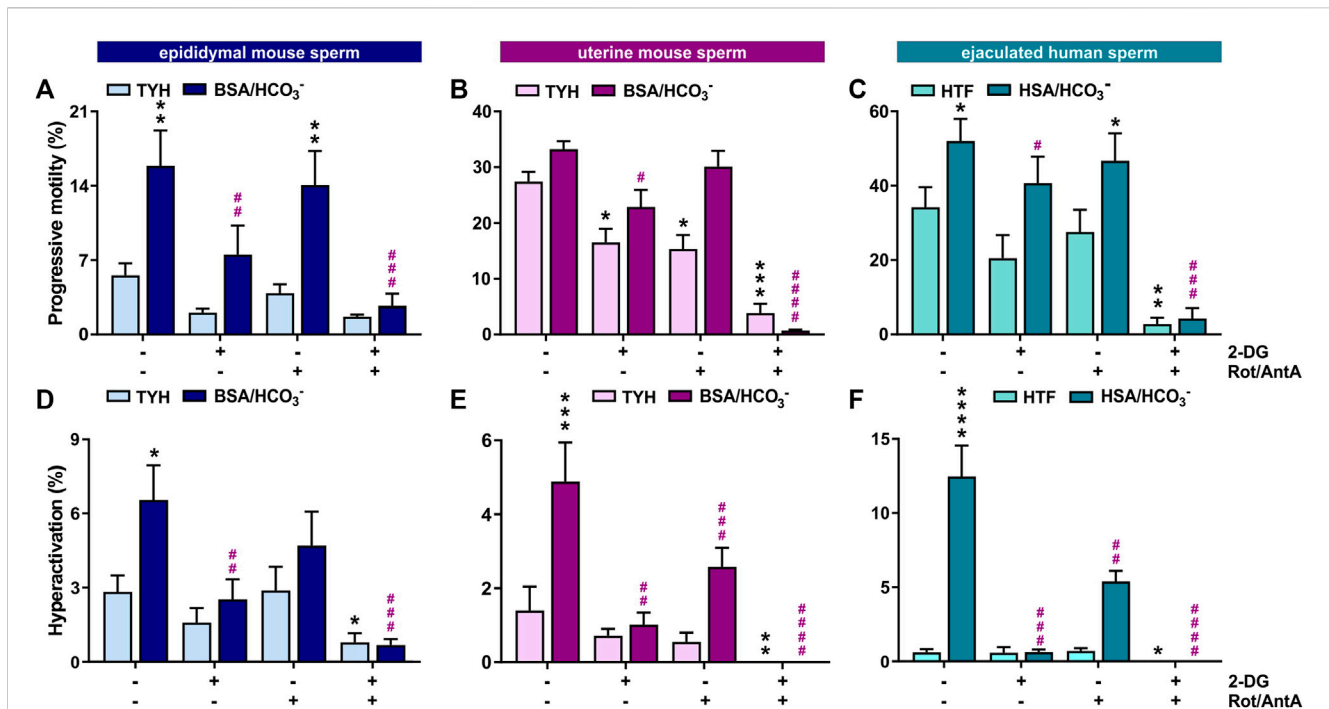 epididymal mouse sperm
uterine mouse sperm
ejaculated human sperm
A
TYH
BSA/HCO₃⁻
Progressive motilty (%)
21
14
7
0
**
##
**
###
- + - +
- - + +
B
TYH
BSA/HCO₃⁻
40
30
20
10
0
*
#
*
***
####
- + - +
- - + +
C
HTF
HSA/HCO₃⁻
60
40
20
0
*
#
*
**
###
- + - + 2-DG
- - + + Rot/AntA
D
TYH
BSA/HCO₃⁻
Hyperactivation (%)
9
6
3
0
*
##
*
###
- + - +
- - + +
E
TYH
BSA/HCO₃⁻
6
4
2
0
***
##
###
**
####
- + - +
- - + +
F
HTF
HSA/HCO₃⁻
15
10
5
0
****
###
##
*
####
- + - + 2-DG
- - + + Rot/AntA